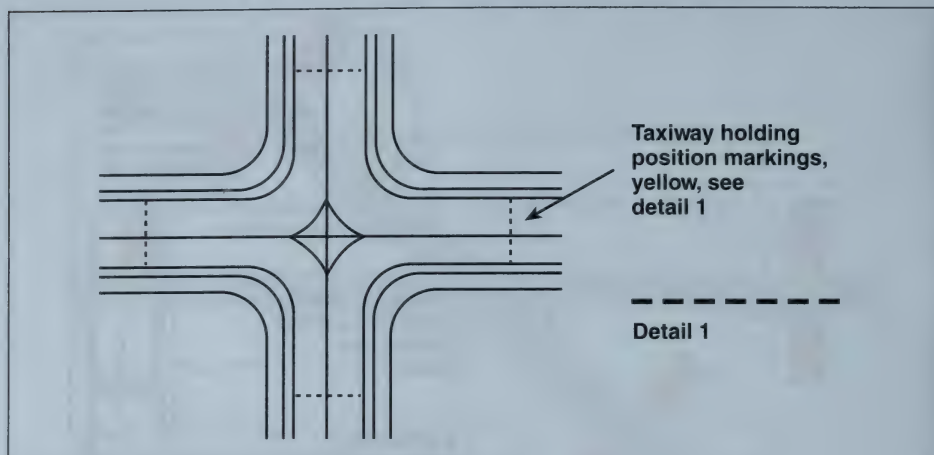 Taxiway holding
position markings,
yellow, see
detail 1
Detail 1